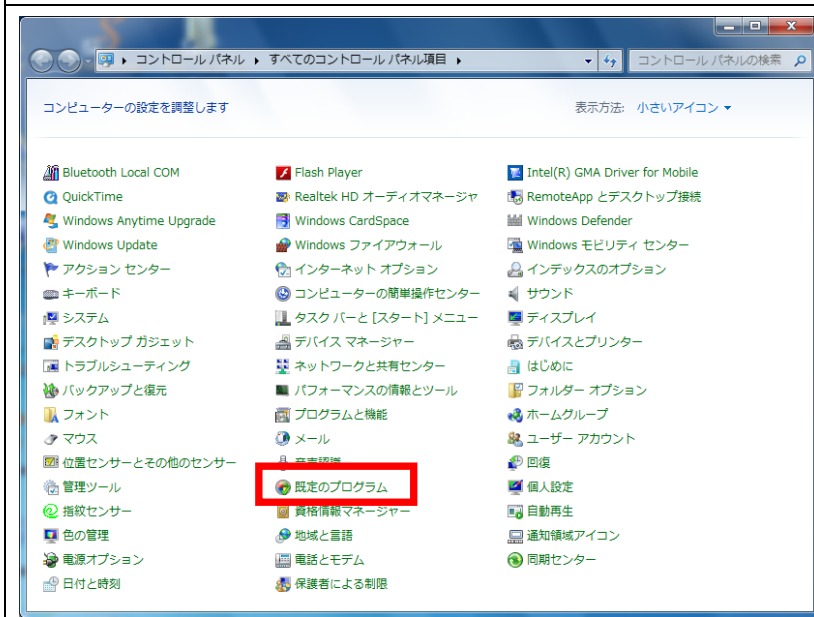 コントロール パネル ▸ すべてのコントロール パネル項目 ▸
コントロール パネルの検索
コンピューターの設定を調整します
表示方法: 小さいアイコン
Bluetooth Local COM
Flash Player
Intel(R) GMA Driver for Mobile
QuickTime
Realtek HD オーディオマネージャ
RemoteApp とデスクトップ接続
Windows Anytime Upgrade
Windows CardSpace
Windows Defender
Windows Update
Windows ファイアウォール
Windows モビリティ センター
アクション センター
インターネット オプション
インデックスのオプション
キーボード
コンピューターの簡単操作センター
サウンド
システム
タスク バーと [スタート] メニュー
ディスプレイ
デスクトップ ガジェット
デバイス マネージャー
デバイスとプリンター
トラブルシューティング
ネットワークと共有センター
はじめに
バックアップと復元
パフォーマンスの情報とツール
フォルダー オプション
フォント
プログラムと機能
ホームグループ
マウス
メール
ユーザー アカウント
位置センサーとその他のセンサー
音声認識
回復
管理ツール
既定のプログラム
個人設定
指紋センサー
資格情報マネージャー
自動再生
色の管理
地域と言語
通知領域アイコン
電源オプション
電話とモデム
同期センター
日付と時刻
保護者による制限